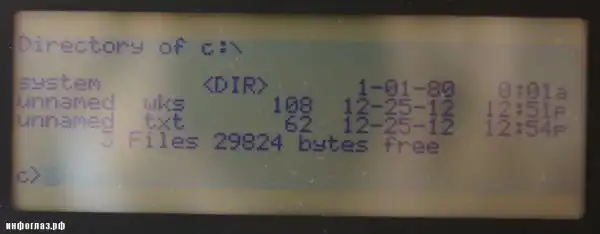 Directory of c:\
system <DIR> 1-01-80 0:01a
unnamed wks 108 12-25-12 12:51p
unnamed txt 62 12-25-12 12:54p
3 Files 29824 bytes free
c>
инфоглаз.рф